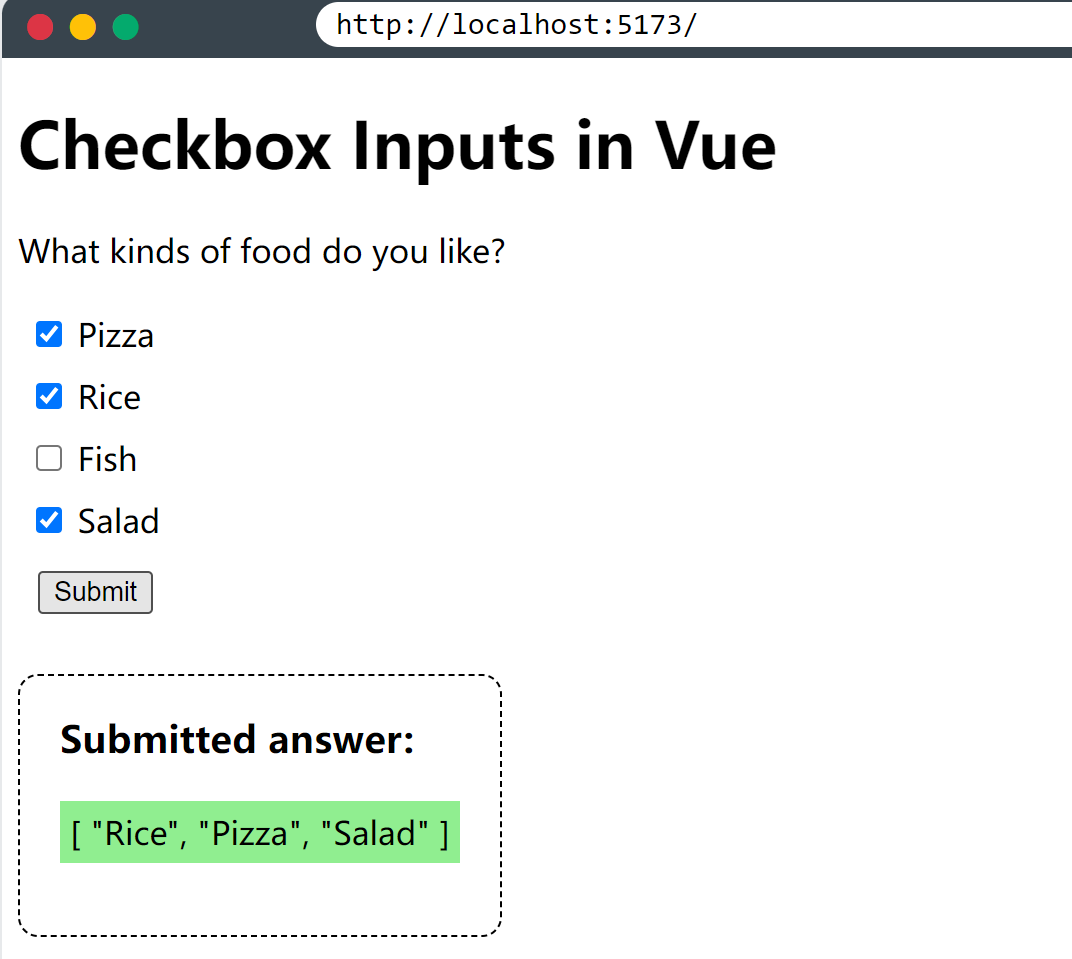 http://localhost:5173/
Checkbox Inputs in Vue
What kinds of food do you like?
Pizza
Rice
Fish
Salad
Submit
Submitted answer:
[ "Rice", "Pizza", "Salad" ]